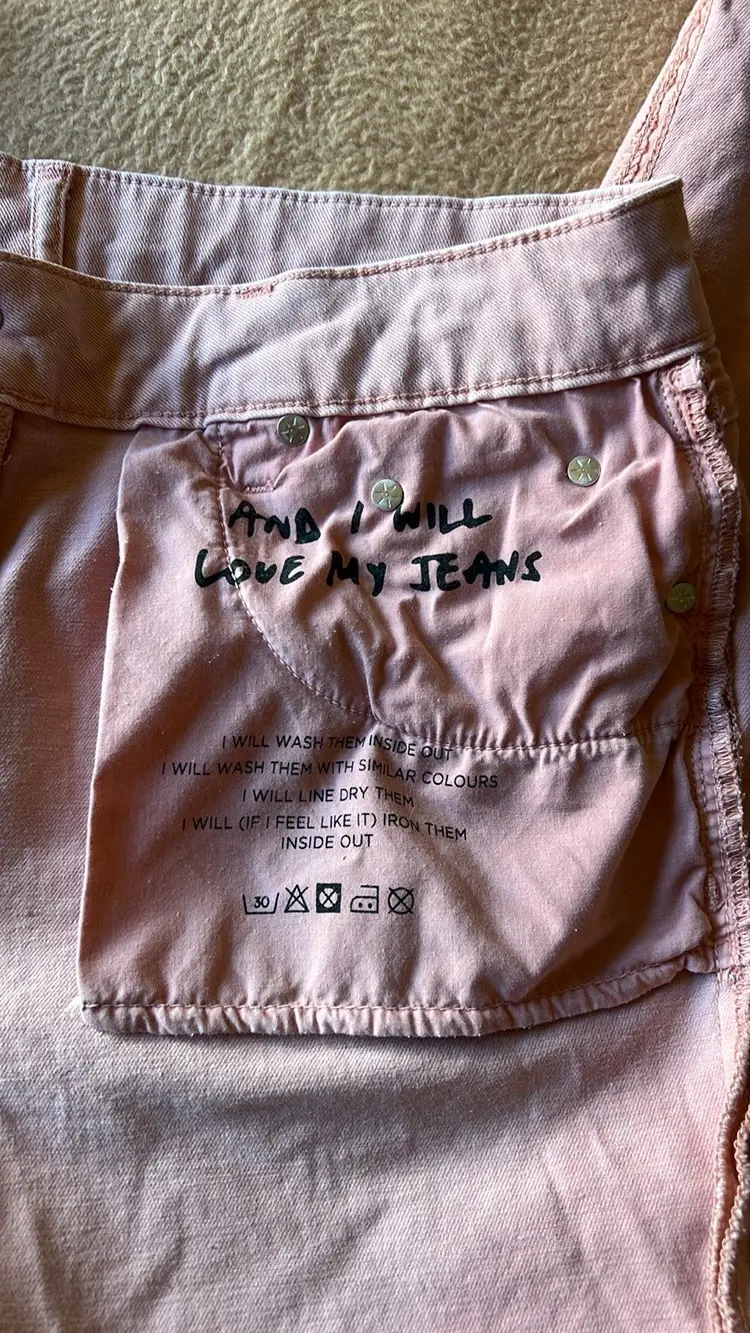 AND I WILL
LOVE MY JEANS
I WILL WASH THEM INSIDE OUT
I WILL WASH THEM WITH SIMILAR COLOURS
I WILL LINE DRY THEM
I WILL (IF I FEEL LIKE IT) IRON THEM
INSIDE OUT
30